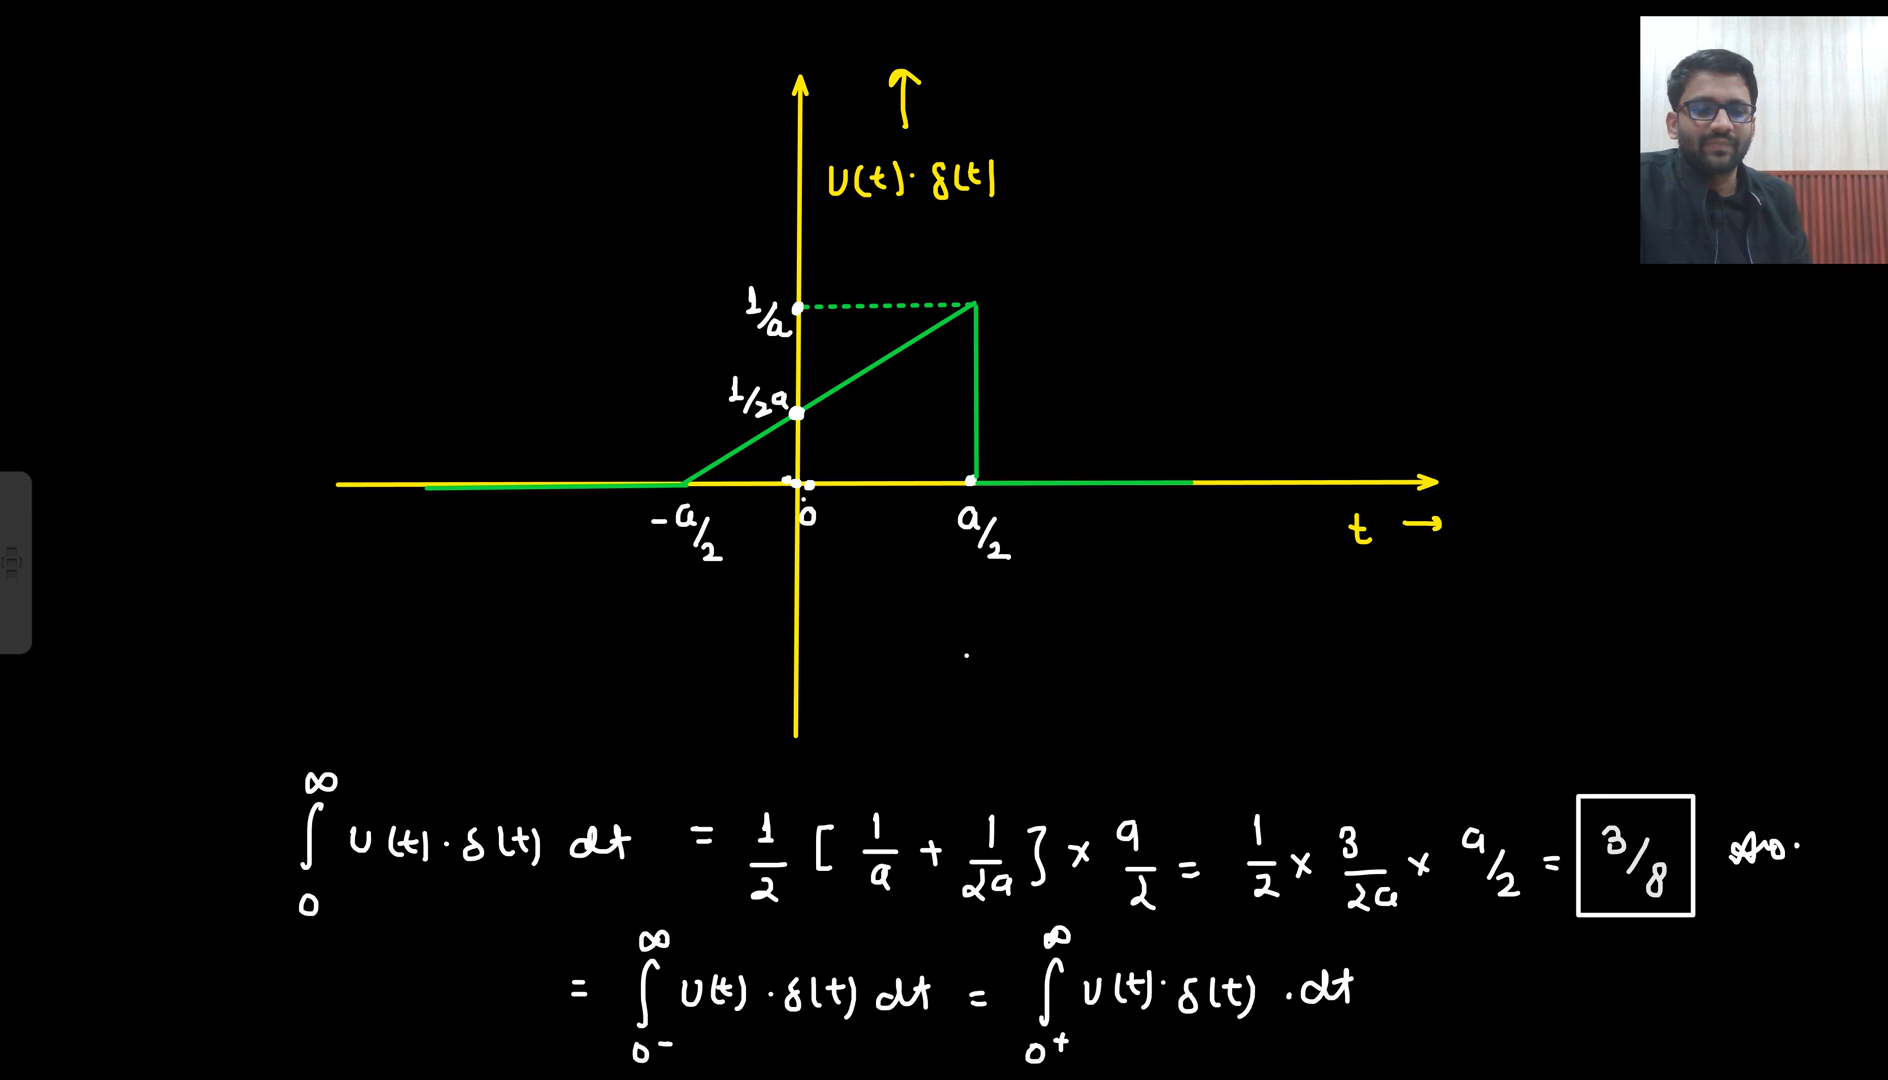 ↑
U(t)·δ(t)
1/a
1/2a
-a/2 0 a/2
t →
∫₀^∞ U(t)·δ(t) dt = 1/2 [1/a + 1/2a] × a/2 = 1/2 × 3/2a × a/2 = 3/8 Ans.
= ∫₀₋^∞ U(t)·δ(t) dt = ∫₀₊^∞ U(t)·δ(t).dt